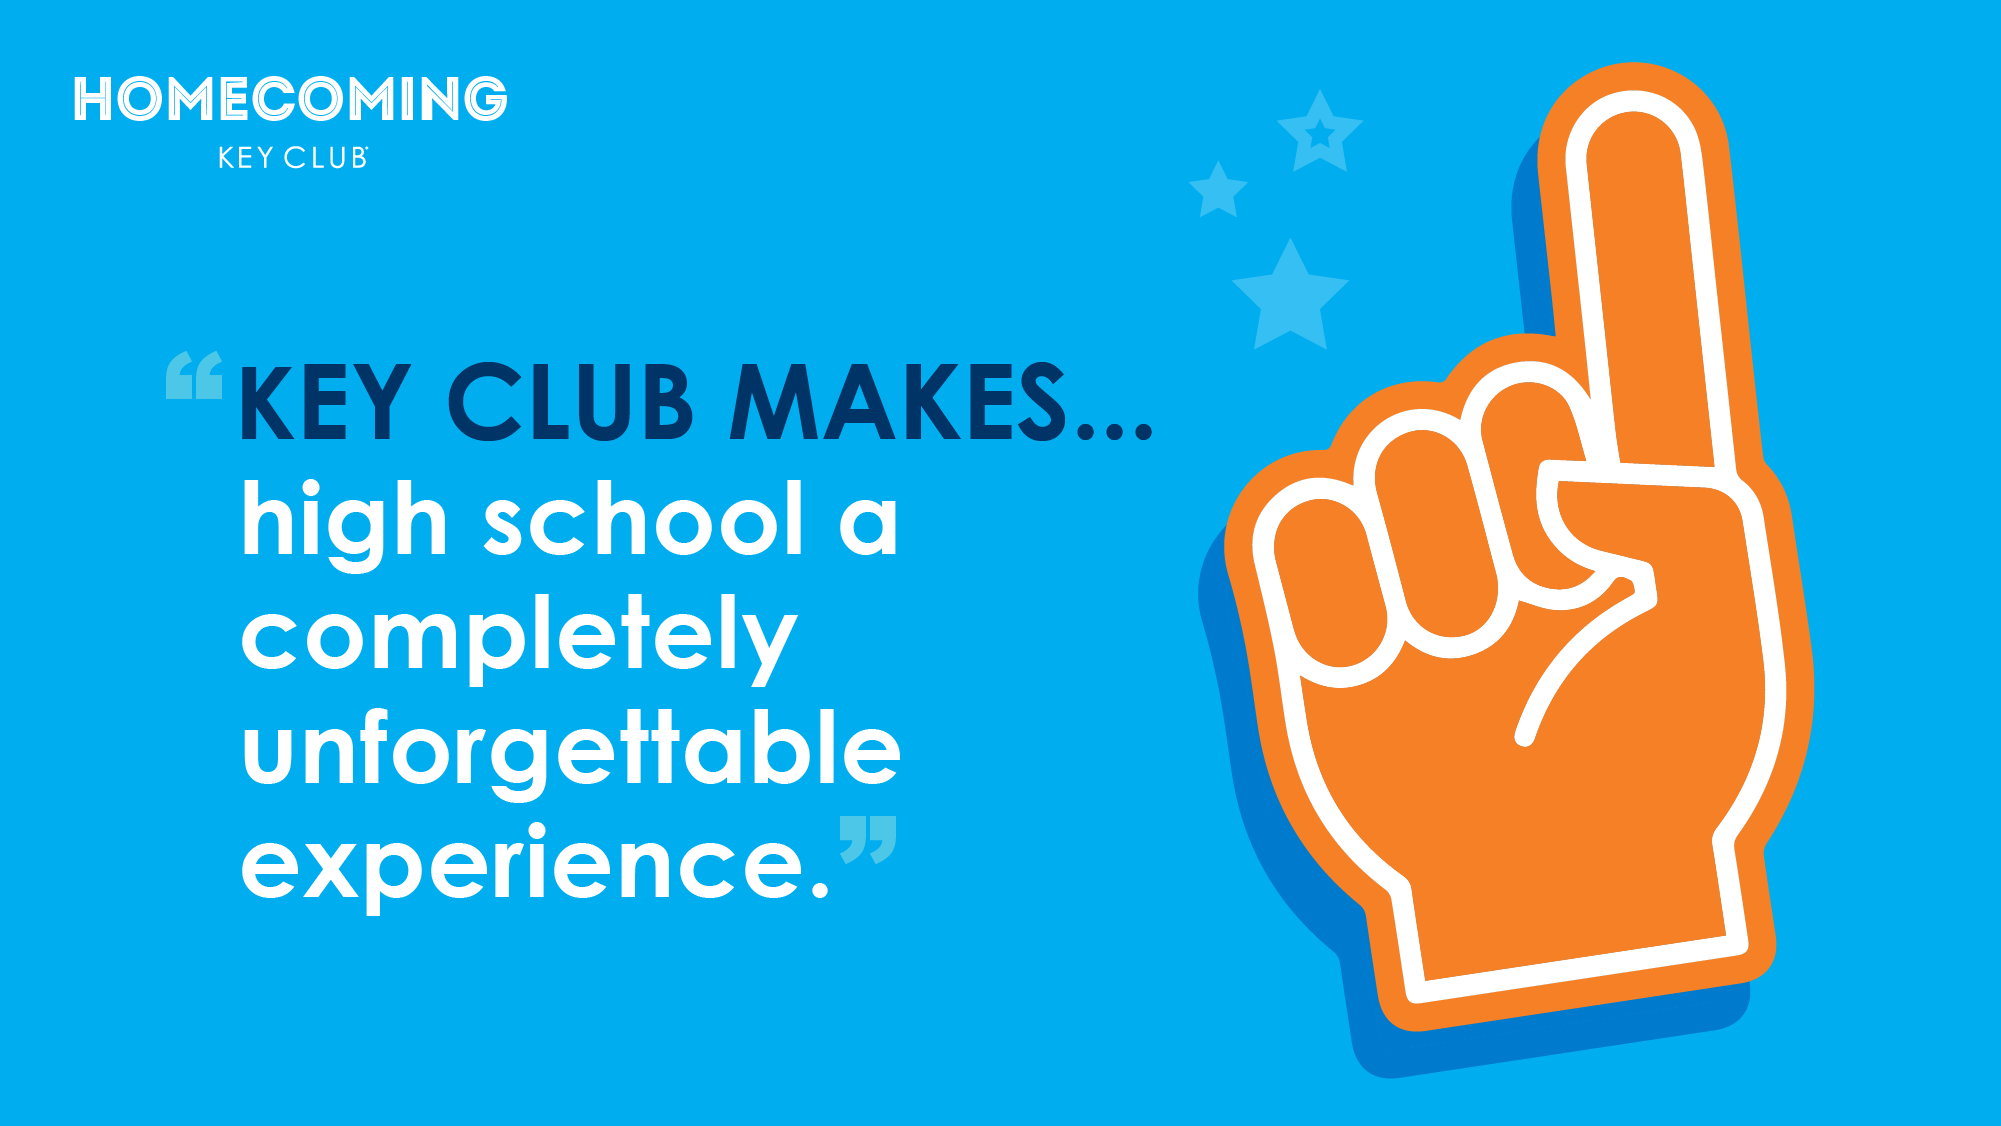 HOMECOMING
KEY CLUB®
“KEY CLUB MAKES...
high school a
completely
unforgettable
experience.”